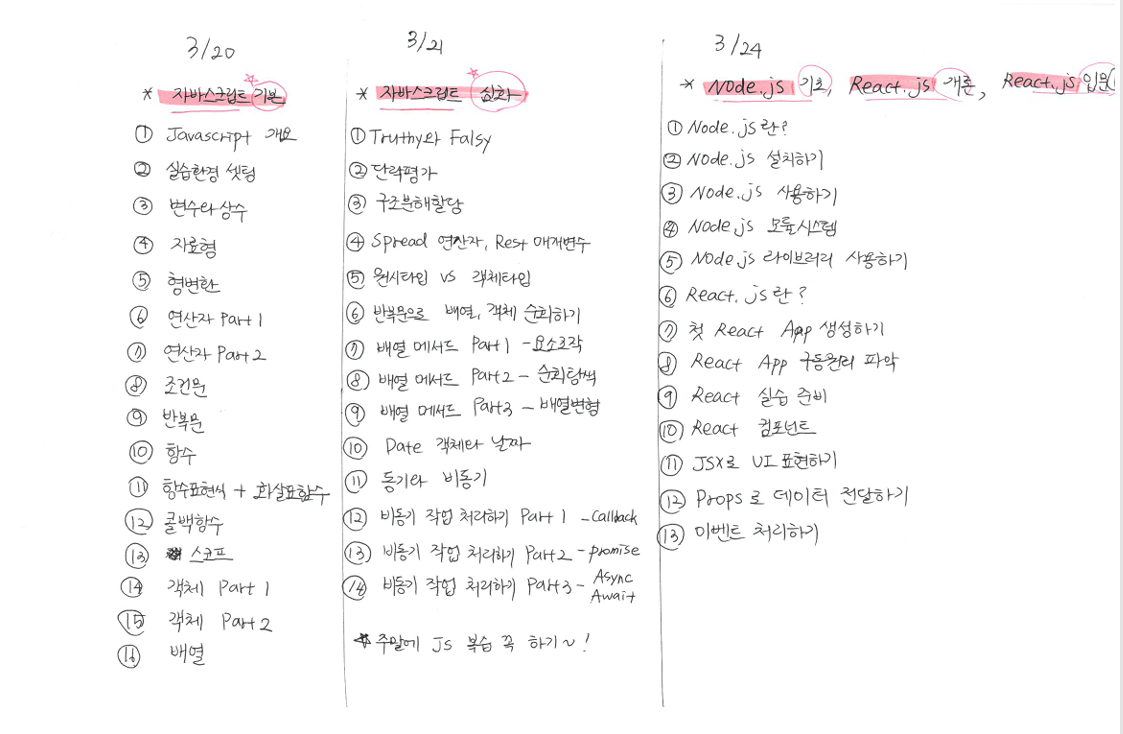 3/20
* 자바스크립트 기본
① Javascript 개요
② 실습환경 셋팅
③ 변수와 상수
④ 자료형
⑤ 형변환
⑥ 연산자 Part 1
⑦ 연산자 Part 2
⑧ 조건문
⑨ 반복문
⑩ 함수
⑪ 함수표현식 + 화살표함수
⑫ 콜백함수
⑬ 스코프
⑭ 객체 Part 1
⑮ 객체 Part 2
⑯ 배열
3/21
* 자바스크립트 심화
① Truthy와 Falsy
② 단락평가
③ 구조분해할당
④ Spread 연산자, Rest 매개변수
⑤ 원시타입 vs 객체타입
⑥ 반복문으로 배열, 객체 순회하기
⑦ 배열 메서드 Part 1 - 요소조작
⑧ 배열 메서드 Part 2 - 순회탐색
⑨ 배열 메서드 Part 3 - 배열변형
⑩ Date 객체와 날짜
⑪ 동기와 비동기
⑫ 비동기 작업 처리하기 Part 1 - Callback
⑬ 비동기 작업 처리하기 Part 2 - promise
⑭ 비동기 작업 처리하기 Part 3 - Async
Await
☆ 주말에 JS 복습 꼭 하기~!
3/24
* Node.js 기초, React.js 개론, React.js 입문
① Node.js란?
② Node.js 설치하기
③ Node.js 사용하기
④ Node.js 모듈시스템
⑤ Node.js 라이브러리 사용하기
⑥ React.js란?
⑦ 첫 React App 생성하기
⑧ React App 구동원리 파악
⑨ React 실습 준비
⑩ React 컴포넌트
⑪ JSX로 UI 표현하기
⑫ Props로 데이터 전달하기
⑬ 이벤트 처리하기